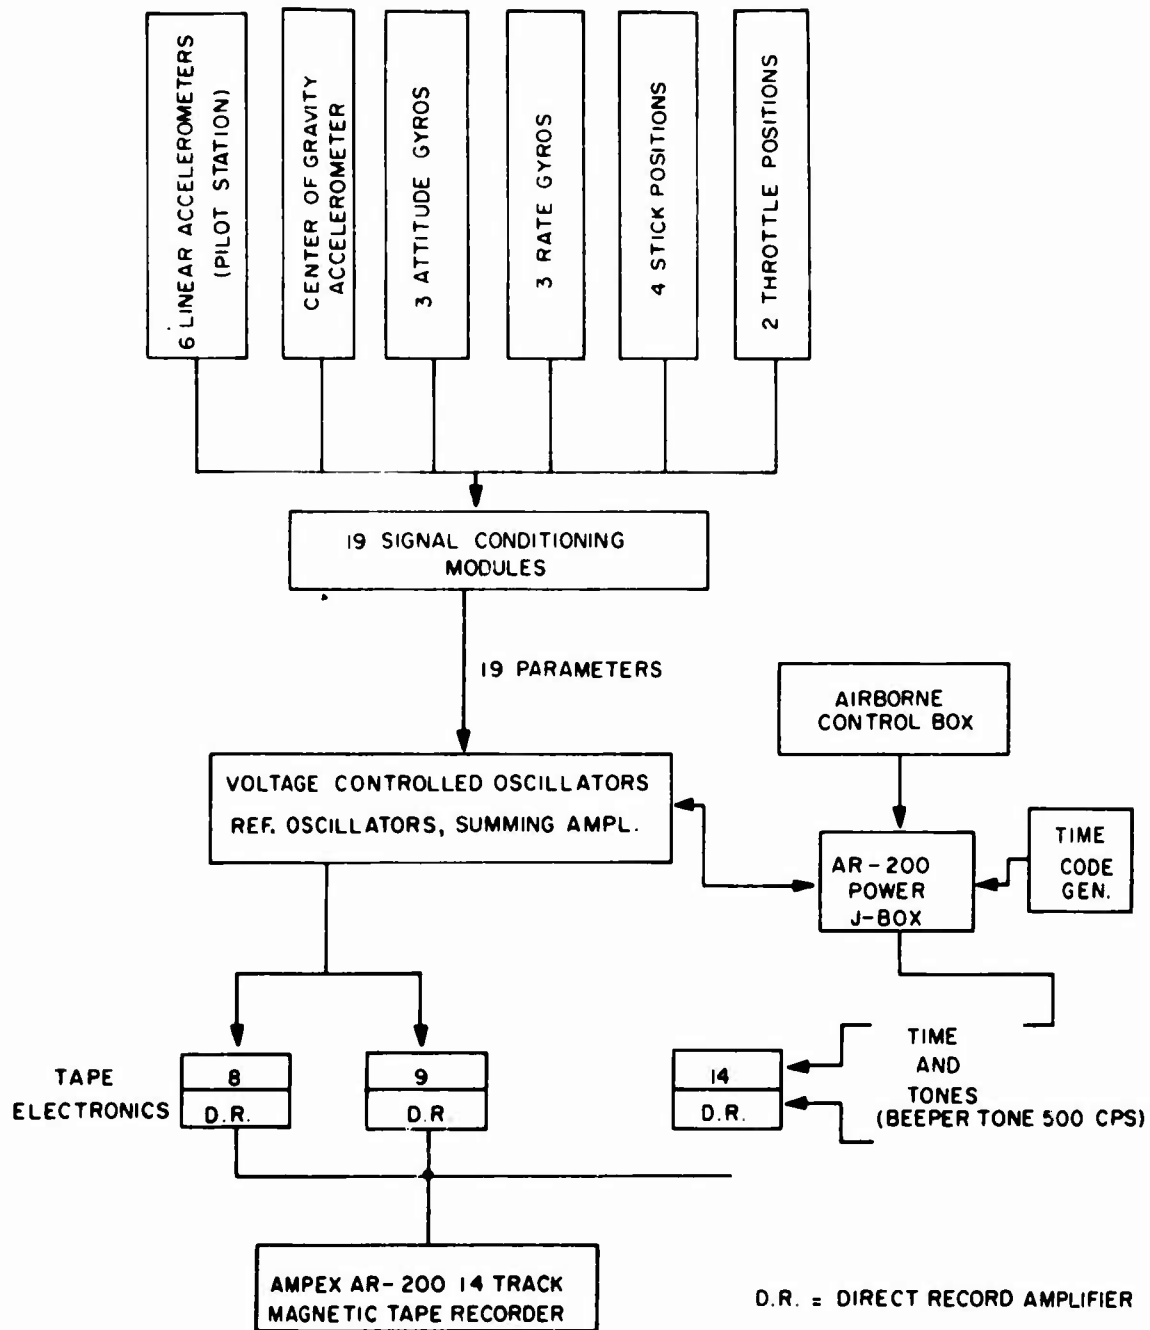 6 LINEAR ACCELEROMETERS
(PILOT STATION)
CENTER OF GRAVITY
ACCELEROMETER
3 ATTITUDE GYROS
3 RATE GYROS
4 STICK POSITIONS
2 THROTTLE POSITIONS
19 SIGNAL CONDITIONING
MODULES
19 PARAMETERS
AIRBORNE
CONTROL BOX
VOLTAGE CONTROLLED OSCILLATORS
REF. OSCILLATORS, SUMMING AMPL.
AR-200
POWER
J-BOX
TIME
CODE
GEN.
TAPE
ELECTRONICS
8
D.R.
9
D.R.
14
D.R.
TIME
AND
TONES
(BEEPER TONE 500 CPS)
AMPEX AR-200 14 TRACK
MAGNETIC TAPE RECORDER
D.R. = DIRECT RECORD AMPLIFIER